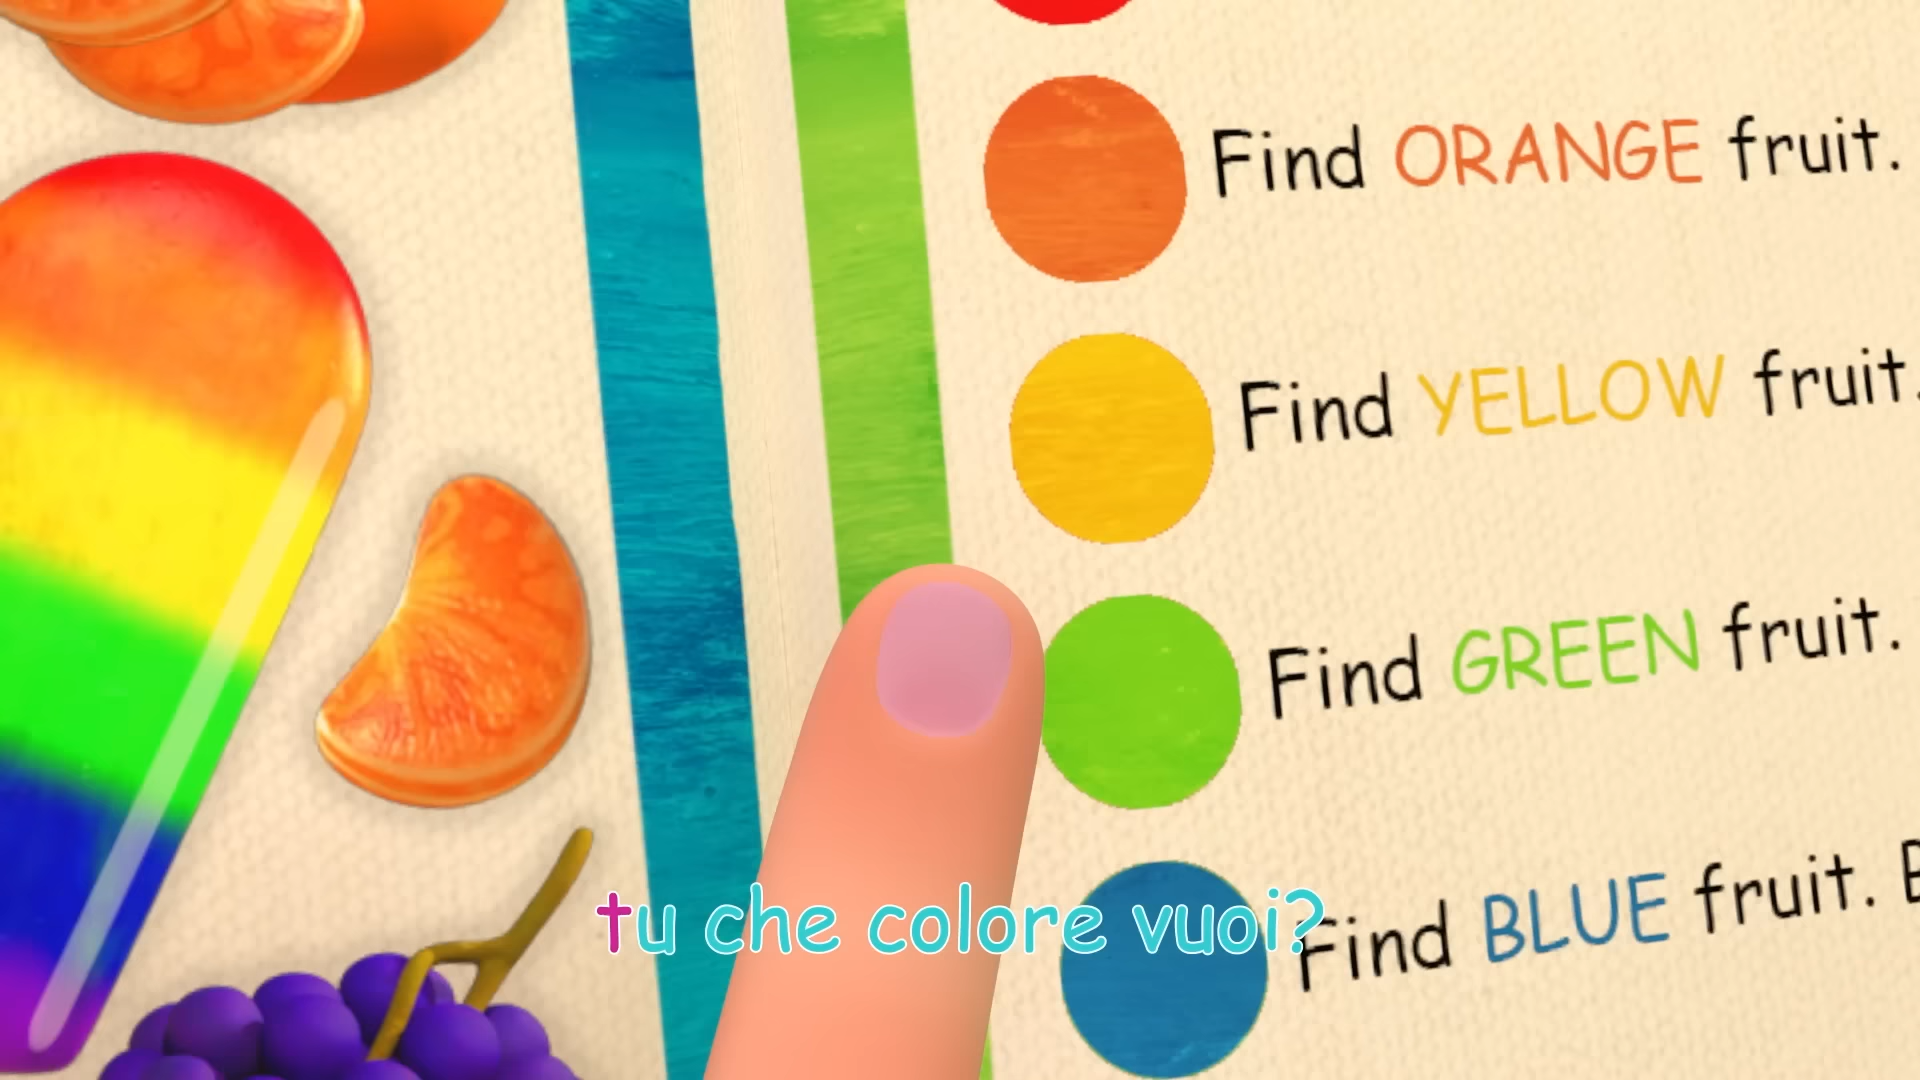 Find ORANGE fruit.
Find YELLOW fruit.
Find GREEN fruit.
Find BLUE fruit.
tu che colore vuoi?